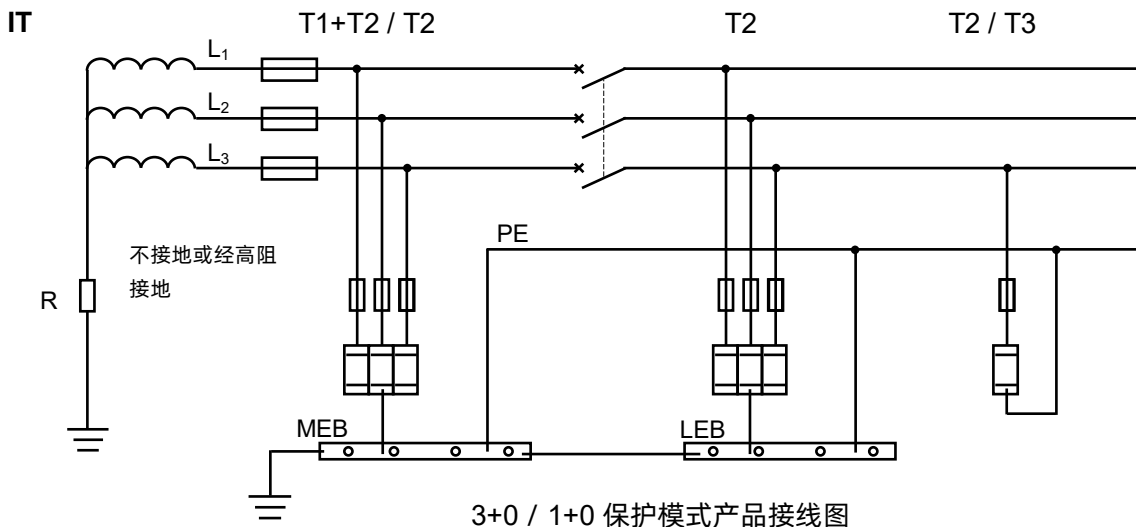 IT
T1+T2 / T2
T2
T2 / T3
L₁
L₂
L₃
PE
不接地或经高阻
接地
R
MEB
LEB
3+0 / 1+0 保护模式产品接线图